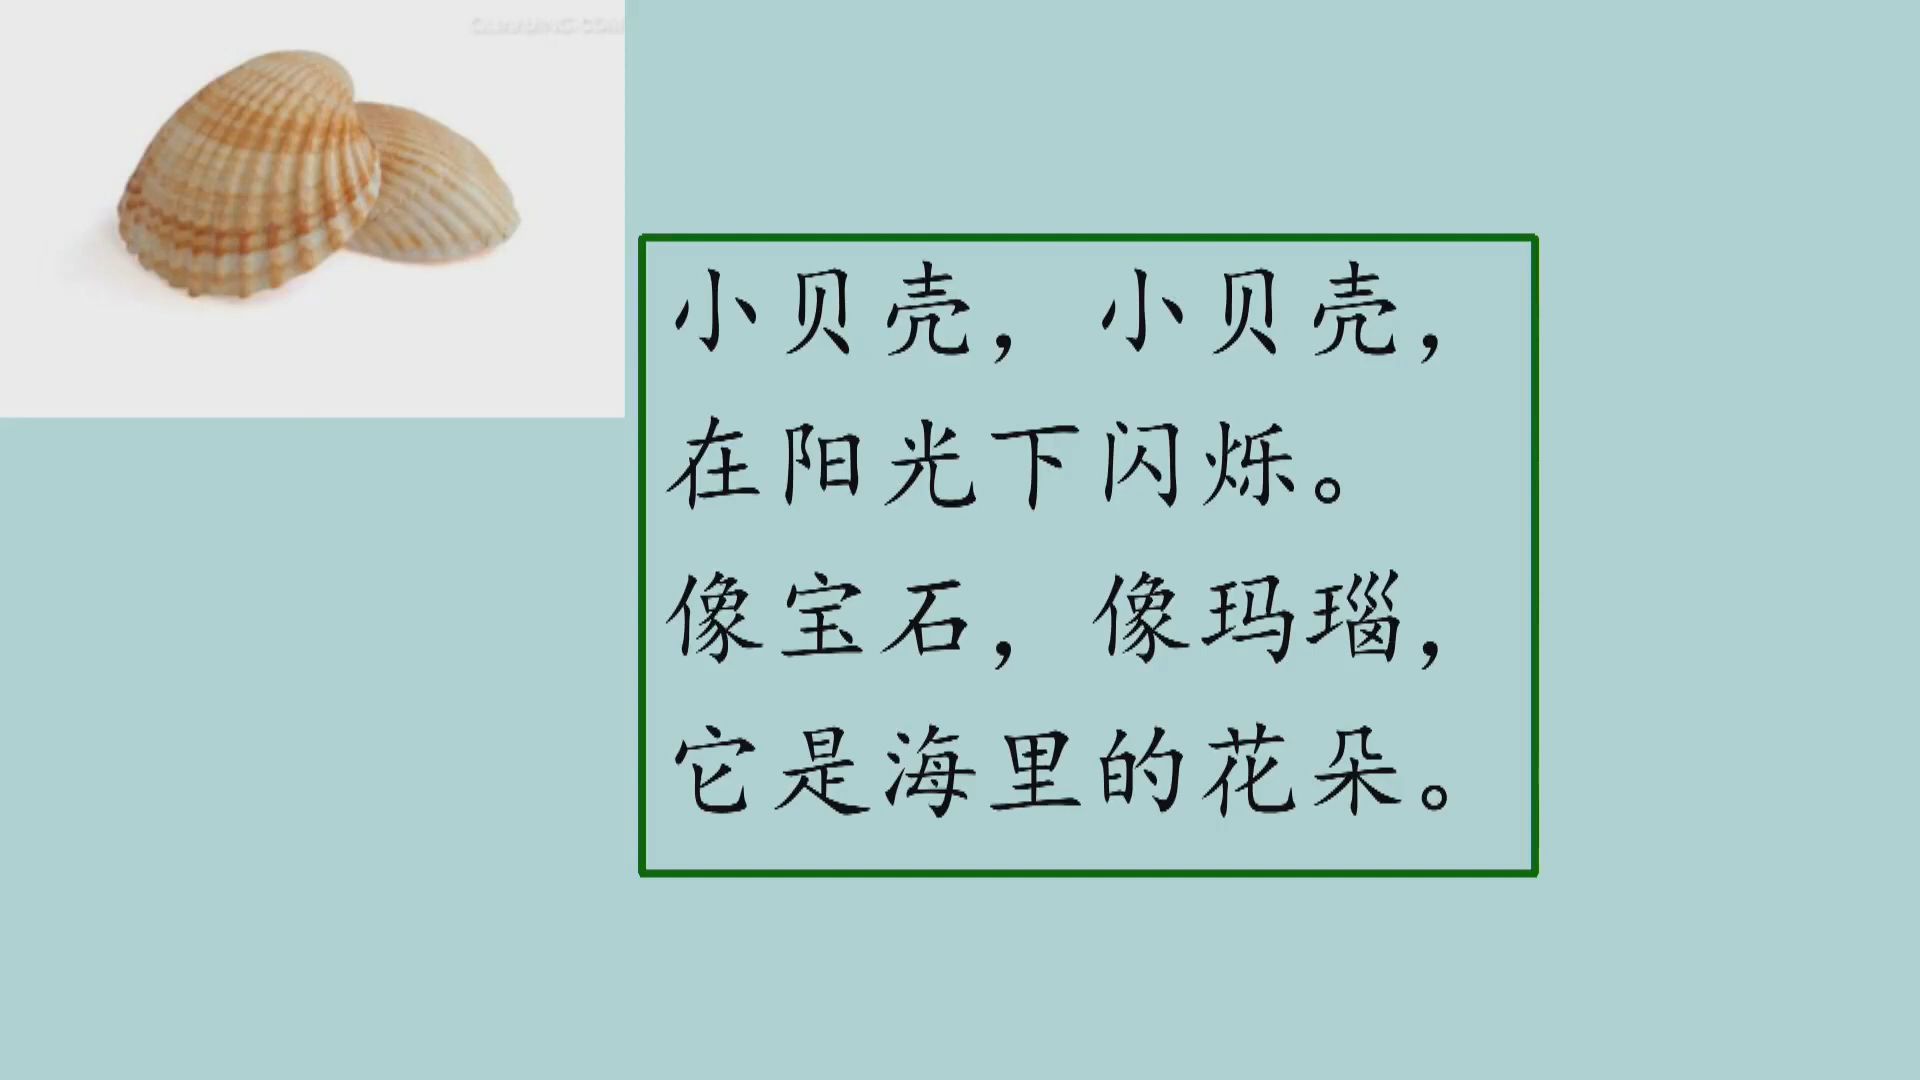 小贝壳，小贝壳，
在阳光下闪烁。
像宝石，像玛瑙，
它是海里的花朵。